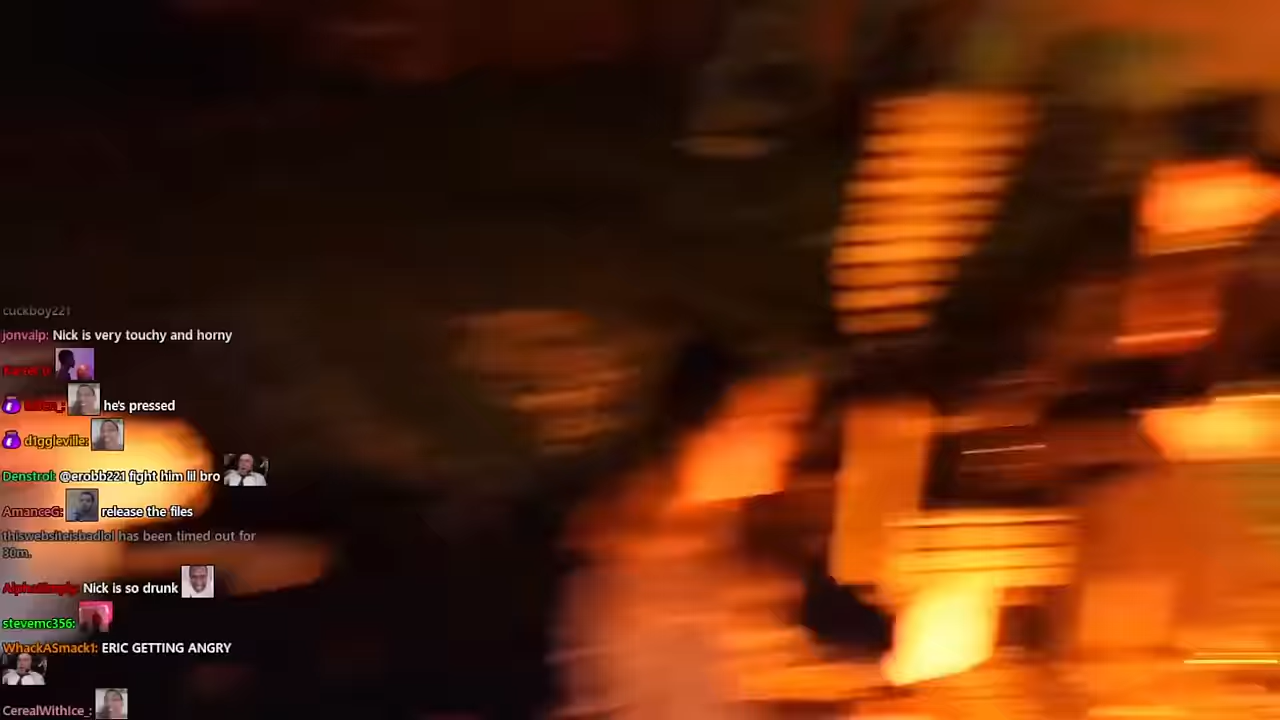 cuckboy221
jonvalp: Nick is very touchy and horny
he's pressed
d1ggleville:
Denstrol: @erobb221 fight him lil bro
AmanceG: release the files
thiswebsiteisbadlol has been timed out for
30m.
Nick is so drunk
stevemc356:
WhackASmack1: ERIC GETTING ANGRY
CerealWithIce_: